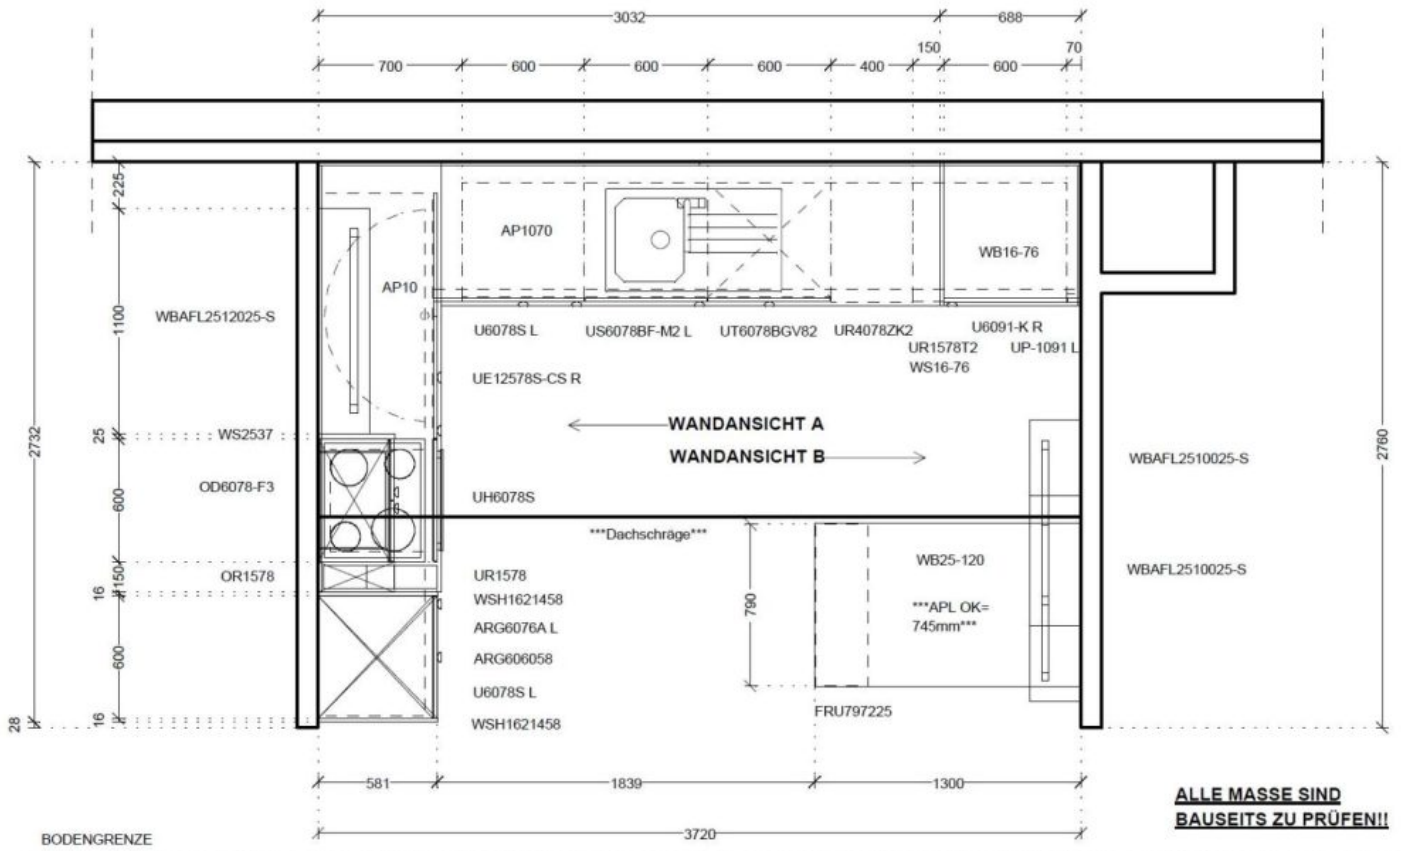 3032
688
700
600
600
600
400
150
600
70
225
1100
25
600
150
16
600
16
2732
28
2760
AP1070
AP10
WB16-76
WBAFL2512025-S
U6078S L
US6078BF-M2 L
UT6078BGV82
UR4078ZK2
U6091-K R
UR1578T2
UP-1091 L
WS16-76
UE12578S-CS R
WANDANSICHT A
WANDANSICHT B
WS2537
OD6078-F3
UH6078S
WBAFL2510025-S
***Dachschräge***
WB25-120
WBAFL2510025-S
OR1578
UR1578
WSH1621458
***APL OK=
745mm***
790
ARG6076A L
ARG606058
U6078S L
WSH1621458
FRU797225
581
1839
1300
3720
ALLE MASSE SIND
BAUSEITS ZU PRÜFEN!!
BODENGRENZE